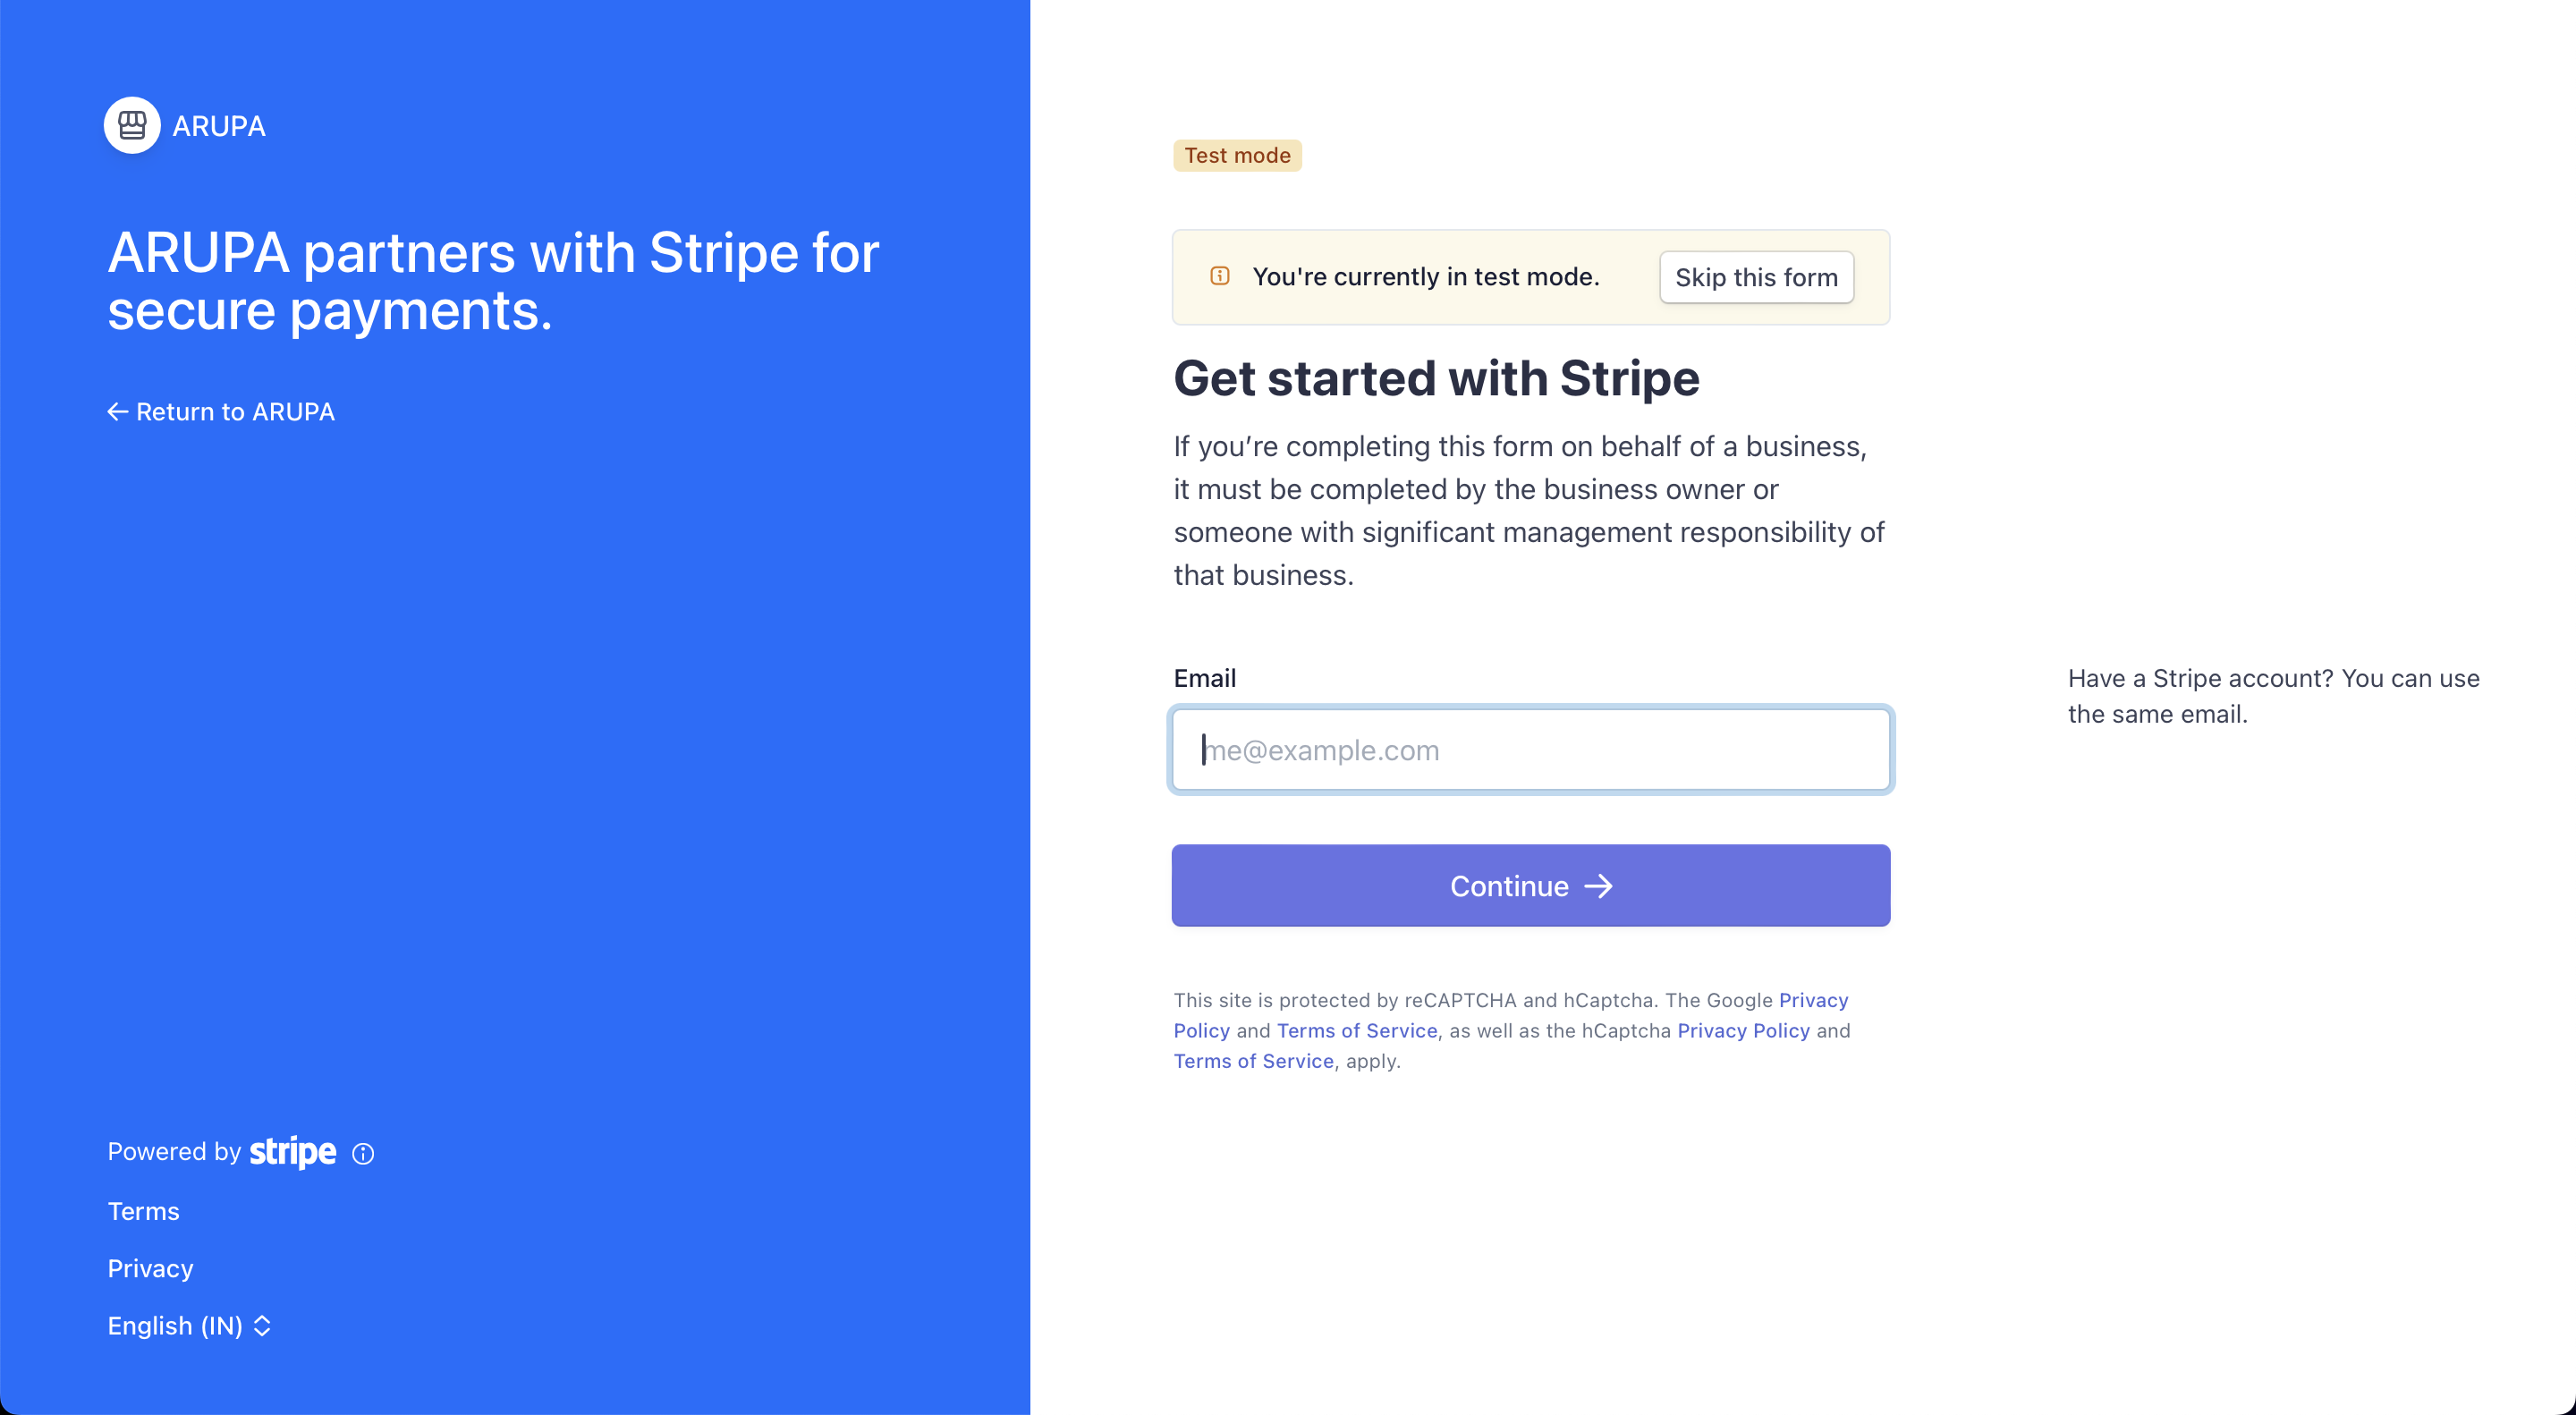 ARUPA
ARUPA partners with Stripe for
secure payments.
Return to ARUPA
Powered by stripe
Terms
Privacy
English (IN)
Test mode
You're currently in test mode.
Skip this form
Get started with Stripe
If you’re completing this form on behalf of a business,
it must be completed by the business owner or
someone with significant management responsibility of
that business.
Email
me@example.com
Have a Stripe account? You can use
the same email.
Continue
This site is protected by reCAPTCHA and hCaptcha. The Google Privacy
Policy and Terms of Service, as well as the hCaptcha Privacy Policy and
Terms of Service, apply.